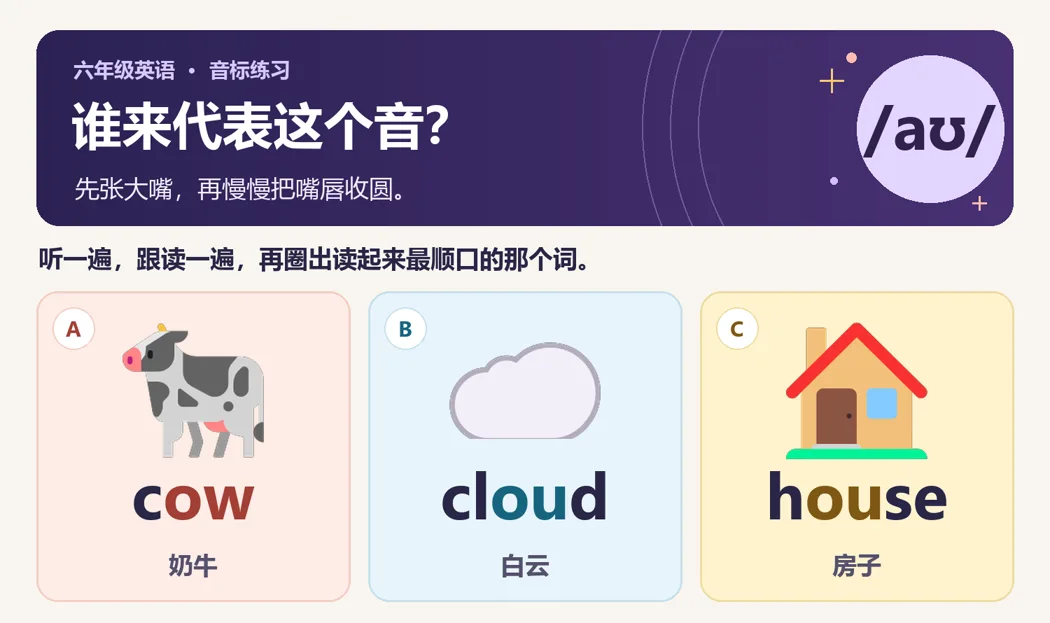 六年级英语 · 音标练习
谁来代表这个音？
先张大嘴，再慢慢把嘴唇收圆。
/aʊ/
听一遍，跟读一遍，再圈出读起来最顺口的那个词。
A
cow
奶牛
B
cloud
白云
C
house
房子